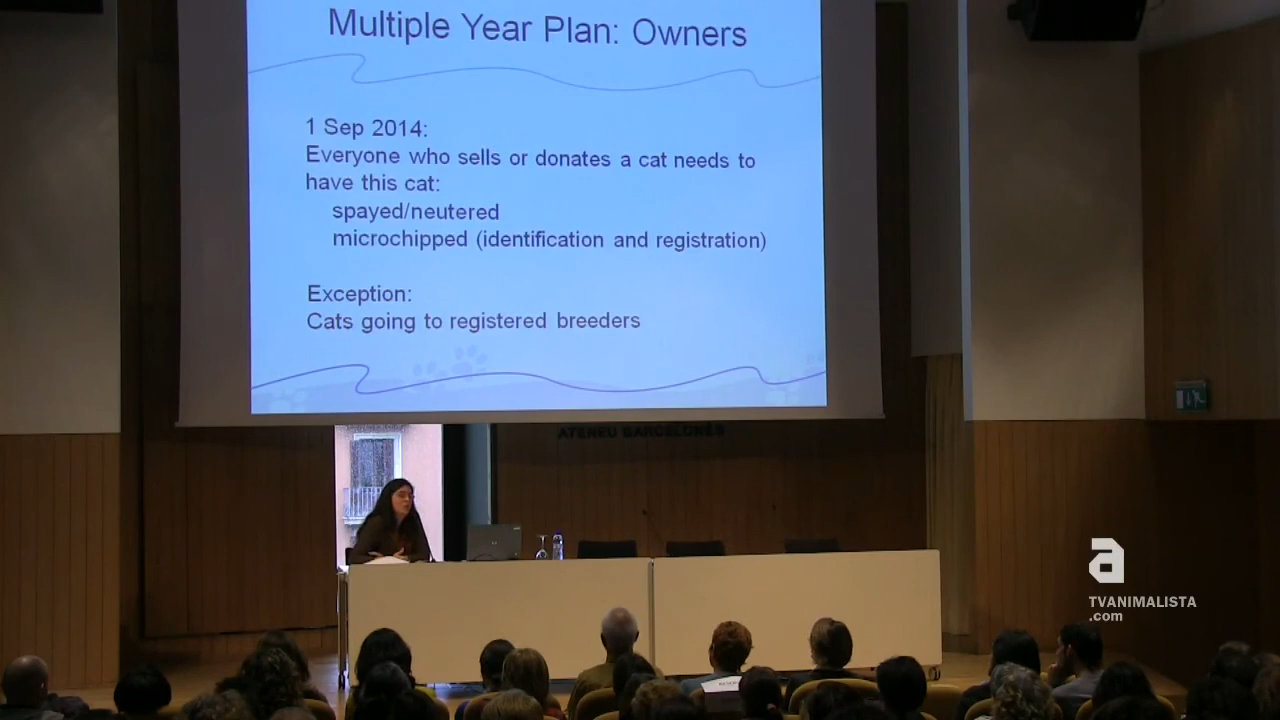 Multiple Year Plan: Owners
1 Sep 2014:
Everyone who sells or donates a cat needs to
have this cat:
spayed/neutered
microchipped (identification and registration)
Exception:
Cats going to registered breeders
ATENEU BARCELONÈS
a
TVANIMALISTA
.com